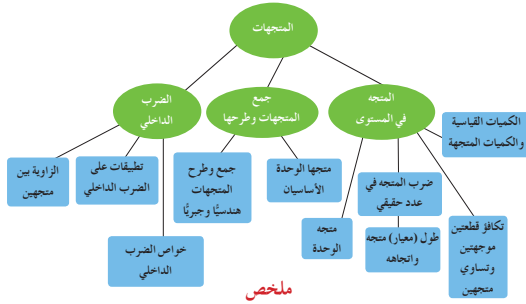 المتجهات
المتجه
في المستوى
جمع
المتجهات وطرحها
الضرب
الداخلي
الكميات القياسية
والكميات المتجهة
تكافؤ قطعتين
موجهتين
وتساوي
متجهين
ضرب المتجه في
عدد حقيقي
طول (معيار) متجه
واتجاهه
متجه
الوحدة
متجها الوحدة
الأساسيان
جمع وطرح
المتجهات
هندسيًّا وجبريًّا
تطبيقات على
الضرب الداخلي
خواص الضرب
الداخلي
الزاوية بين
متجهين
ملخص